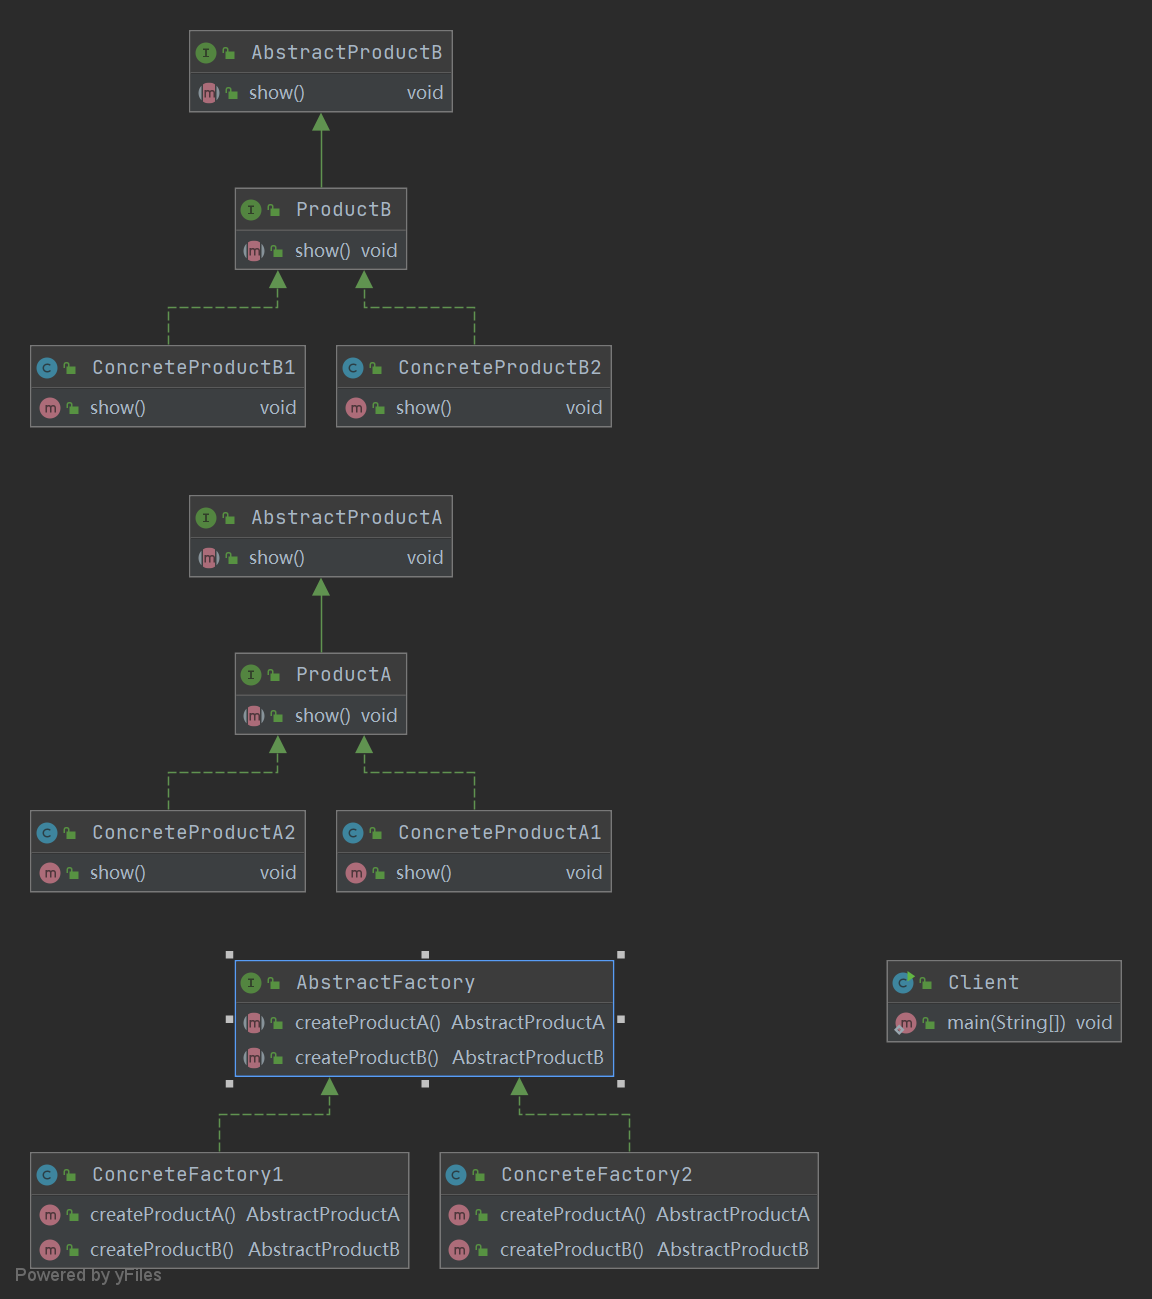 AbstractProductB
show() void
ProductB
show() void
ConcreteProductB1
show() void
ConcreteProductB2
show() void
AbstractProductA
show() void
ProductA
show() void
ConcreteProductA2
show() void
ConcreteProductA1
show() void
AbstractFactory
createProductA() AbstractProductA
createProductB() AbstractProductB
Client
main(String[]) void
ConcreteFactory1
createProductA() AbstractProductA
createProductB() AbstractProductB
ConcreteFactory2
createProductA() AbstractProductA
createProductB() AbstractProductB
Powered by yFiles